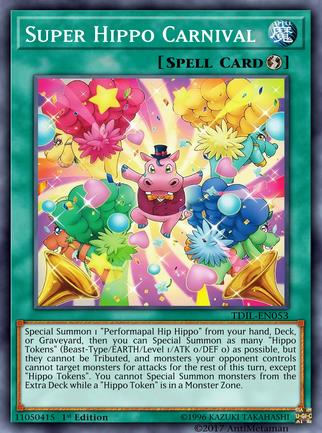 Super Hippo Carnival
[Spell Card]
TDIL-EN053
Special Summon 1 "Performapal Hip Hippo" from your hand, Deck,
or Graveyard, then you can Special Summon as many "Hippo
Tokens" (Beast-Type/EARTH/Level 1/ATK 0/DEF 0) as possible, but
they cannot be Tributed, and monsters your opponent controls
cannot target monsters for attacks for the rest of this turn, except
"Hippo Tokens". You cannot Special Summon monsters from the
Extra Deck while a "Hippo Token" is in a Monster Zone.
11050415 1st Edition ©1996 KAZUKI TAKAHASHI
©2017 AntiMetaman